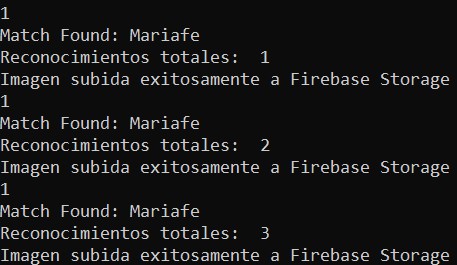 1
Match Found: Mariafe
Reconocimientos totales:  1
Imagen subida exitosamente a Firebase Storage
1
Match Found: Mariafe
Reconocimientos totales:  2
Imagen subida exitosamente a Firebase Storage
1
Match Found: Mariafe
Reconocimientos totales:  3
Imagen subida exitosamente a Firebase Storage